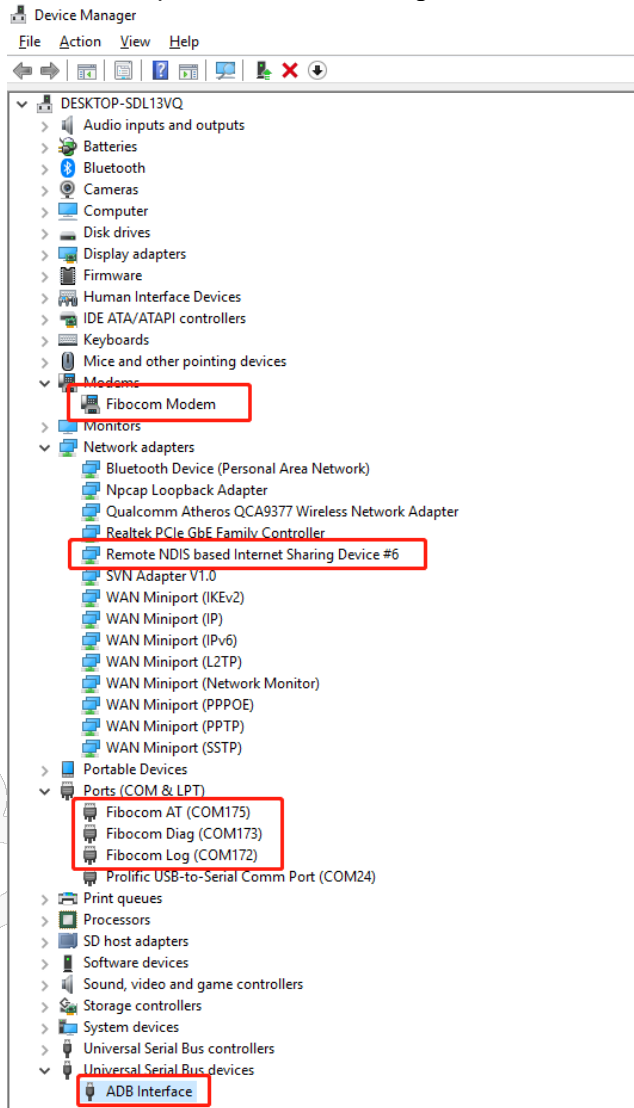 Device Manager
File Action View Help
DESKTOP-SDL13VQ
Audio inputs and outputs
Batteries
Bluetooth
Cameras
Computer
Disk drives
Display adapters
Firmware
Human Interface Devices
IDE ATA/ATAPI controllers
Keyboards
Mice and other pointing devices
Modems
Fibocom Modem
Monitors
Network adapters
Bluetooth Device (Personal Area Network)
Npcap Loopback Adapter
Qualcomm Atheros QCA9377 Wireless Network Adapter
Realtek PCIe GbE Family Controller
Remote NDIS based Internet Sharing Device #6
SVN Adapter V1.0
WAN Miniport (IKEv2)
WAN Miniport (IP)
WAN Miniport (IPv6)
WAN Miniport (L2TP)
WAN Miniport (Network Monitor)
WAN Miniport (PPPOE)
WAN Miniport (PPTP)
WAN Miniport (SSTP)
Portable Devices
Ports (COM & LPT)
Fibocom AT (COM175)
Fibocom Diag (COM173)
Fibocom Log (COM172)
Prolific USB-to-Serial Comm Port (COM24)
Print queues
Processors
SD host adapters
Software devices
Sound, video and game controllers
Storage controllers
System devices
Universal Serial Bus controllers
Universal Serial Bus devices
ADB Interface